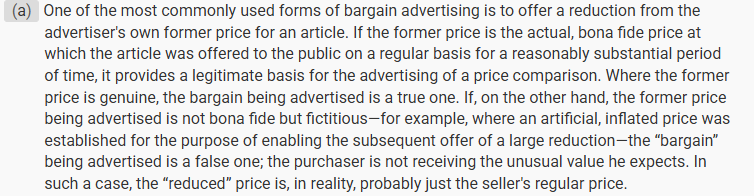 (a) One of the most commonly used forms of bargain advertising is to offer a reduction from the
advertiser's own former price for an article. If the former price is the actual, bona fide price at
which the article was offered to the public on a regular basis for a reasonably substantial period
of time, it provides a legitimate basis for the advertising of a price comparison. Where the former
price is genuine, the bargain being advertised is a true one. If, on the other hand, the former price
being advertised is not bona fide but fictitious—for example, where an artificial, inflated price was
established for the purpose of enabling the subsequent offer of a large reduction—the “bargain”
being advertised is a false one; the purchaser is not receiving the unusual value he expects. In
such a case, the “reduced” price is, in reality, probably just the seller's regular price.